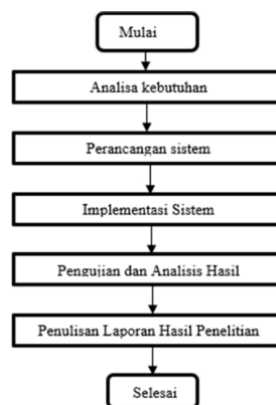 Mulai
Analisa kebutuhan
Perancangan sistem
Implementasi Sistem
Pengujian dan Analisis Hasil
Penulisan Laporan Hasil Penelitian
Selesai